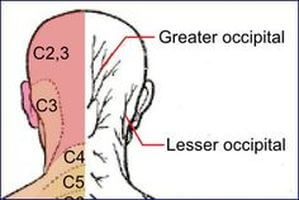 Greater occipital
C2,3
C3
Lesser occipital
C4
C5